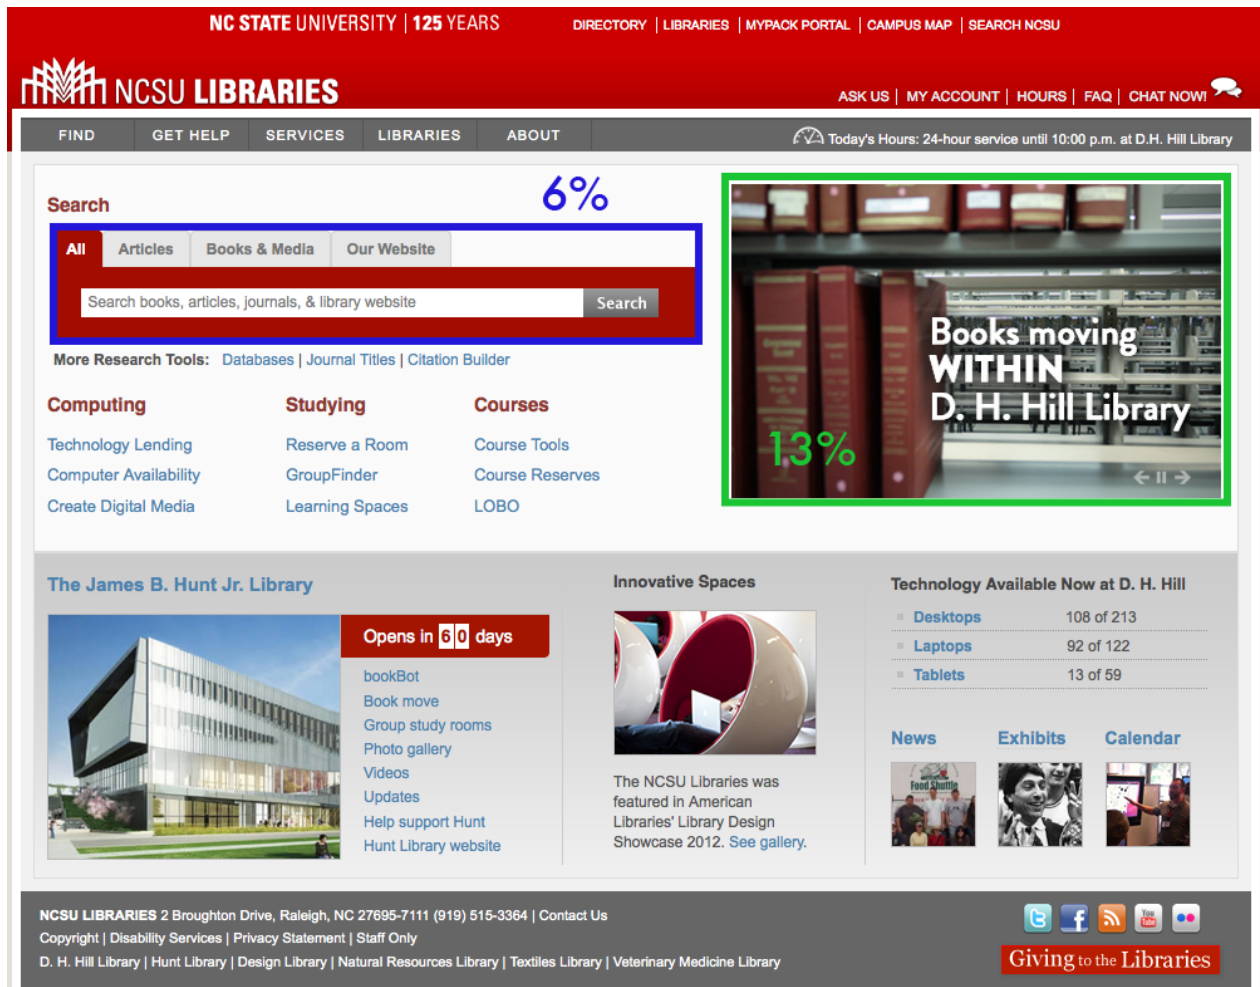 NC STATE UNIVERSITY | 125 YEARS
DIRECTORY | LIBRARIES | MYPACK PORTAL | CAMPUS MAP | SEARCH NCSU
NCSU LIBRARIES
ASK US | MY ACCOUNT | HOURS | FAQ | CHAT NOW!
FIND GET HELP SERVICES LIBRARIES ABOUT
Today's Hours: 24-hour service until 10:00 p.m. at D.H. Hill Library
6%
Search
All Articles Books & Media Our Website
Search books, articles, journals, & library website Search
More Research Tools: Databases | Journal Titles | Citation Builder
Books moving
WITHIN
D. H. Hill Library
13%
Computing
Technology Lending
Computer Availability
Create Digital Media
Studying
Reserve a Room
GroupFinder
Learning Spaces
Courses
Course Tools
Course Reserves
LOBO
The James B. Hunt Jr. Library
Opens in 60 days
bookBot
Book move
Group study rooms
Photo gallery
Videos
Updates
Help support Hunt
Hunt Library website
Innovative Spaces
The NCSU Libraries was
featured in American
Libraries' Library Design
Showcase 2012. See gallery.
Technology Available Now at D. H. Hill
Desktops 108 of 213
Laptops 92 of 122
Tablets 13 of 59
News Exhibits Calendar
Food Shuttle
NCSU LIBRARIES 2 Broughton Drive, Raleigh, NC 27695-7111 (919) 515-3364 | Contact Us
Copyright | Disability Services | Privacy Statement | Staff Only
D. H. Hill Library | Hunt Library | Design Library | Natural Resources Library | Textiles Library | Veterinary Medicine Library
You Tube
Giving to the Libraries